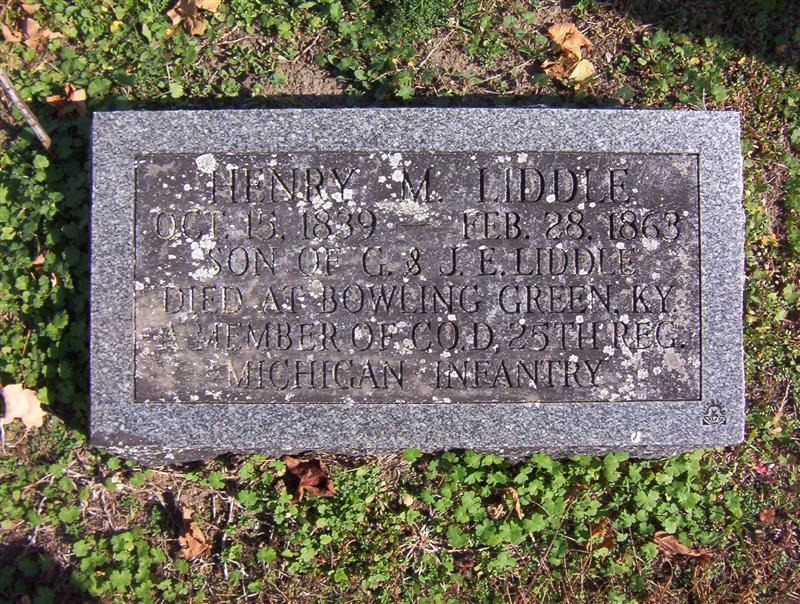 HENRY M. LIDDLE
OCT. 15, 1839 — FEB. 28, 1863
SON OF G. & J. E. LIDDLE
DIED AT BOWLING GREEN, KY.
A MEMBER OF CO. D, 25TH REG.
MICHIGAN INFANTRY